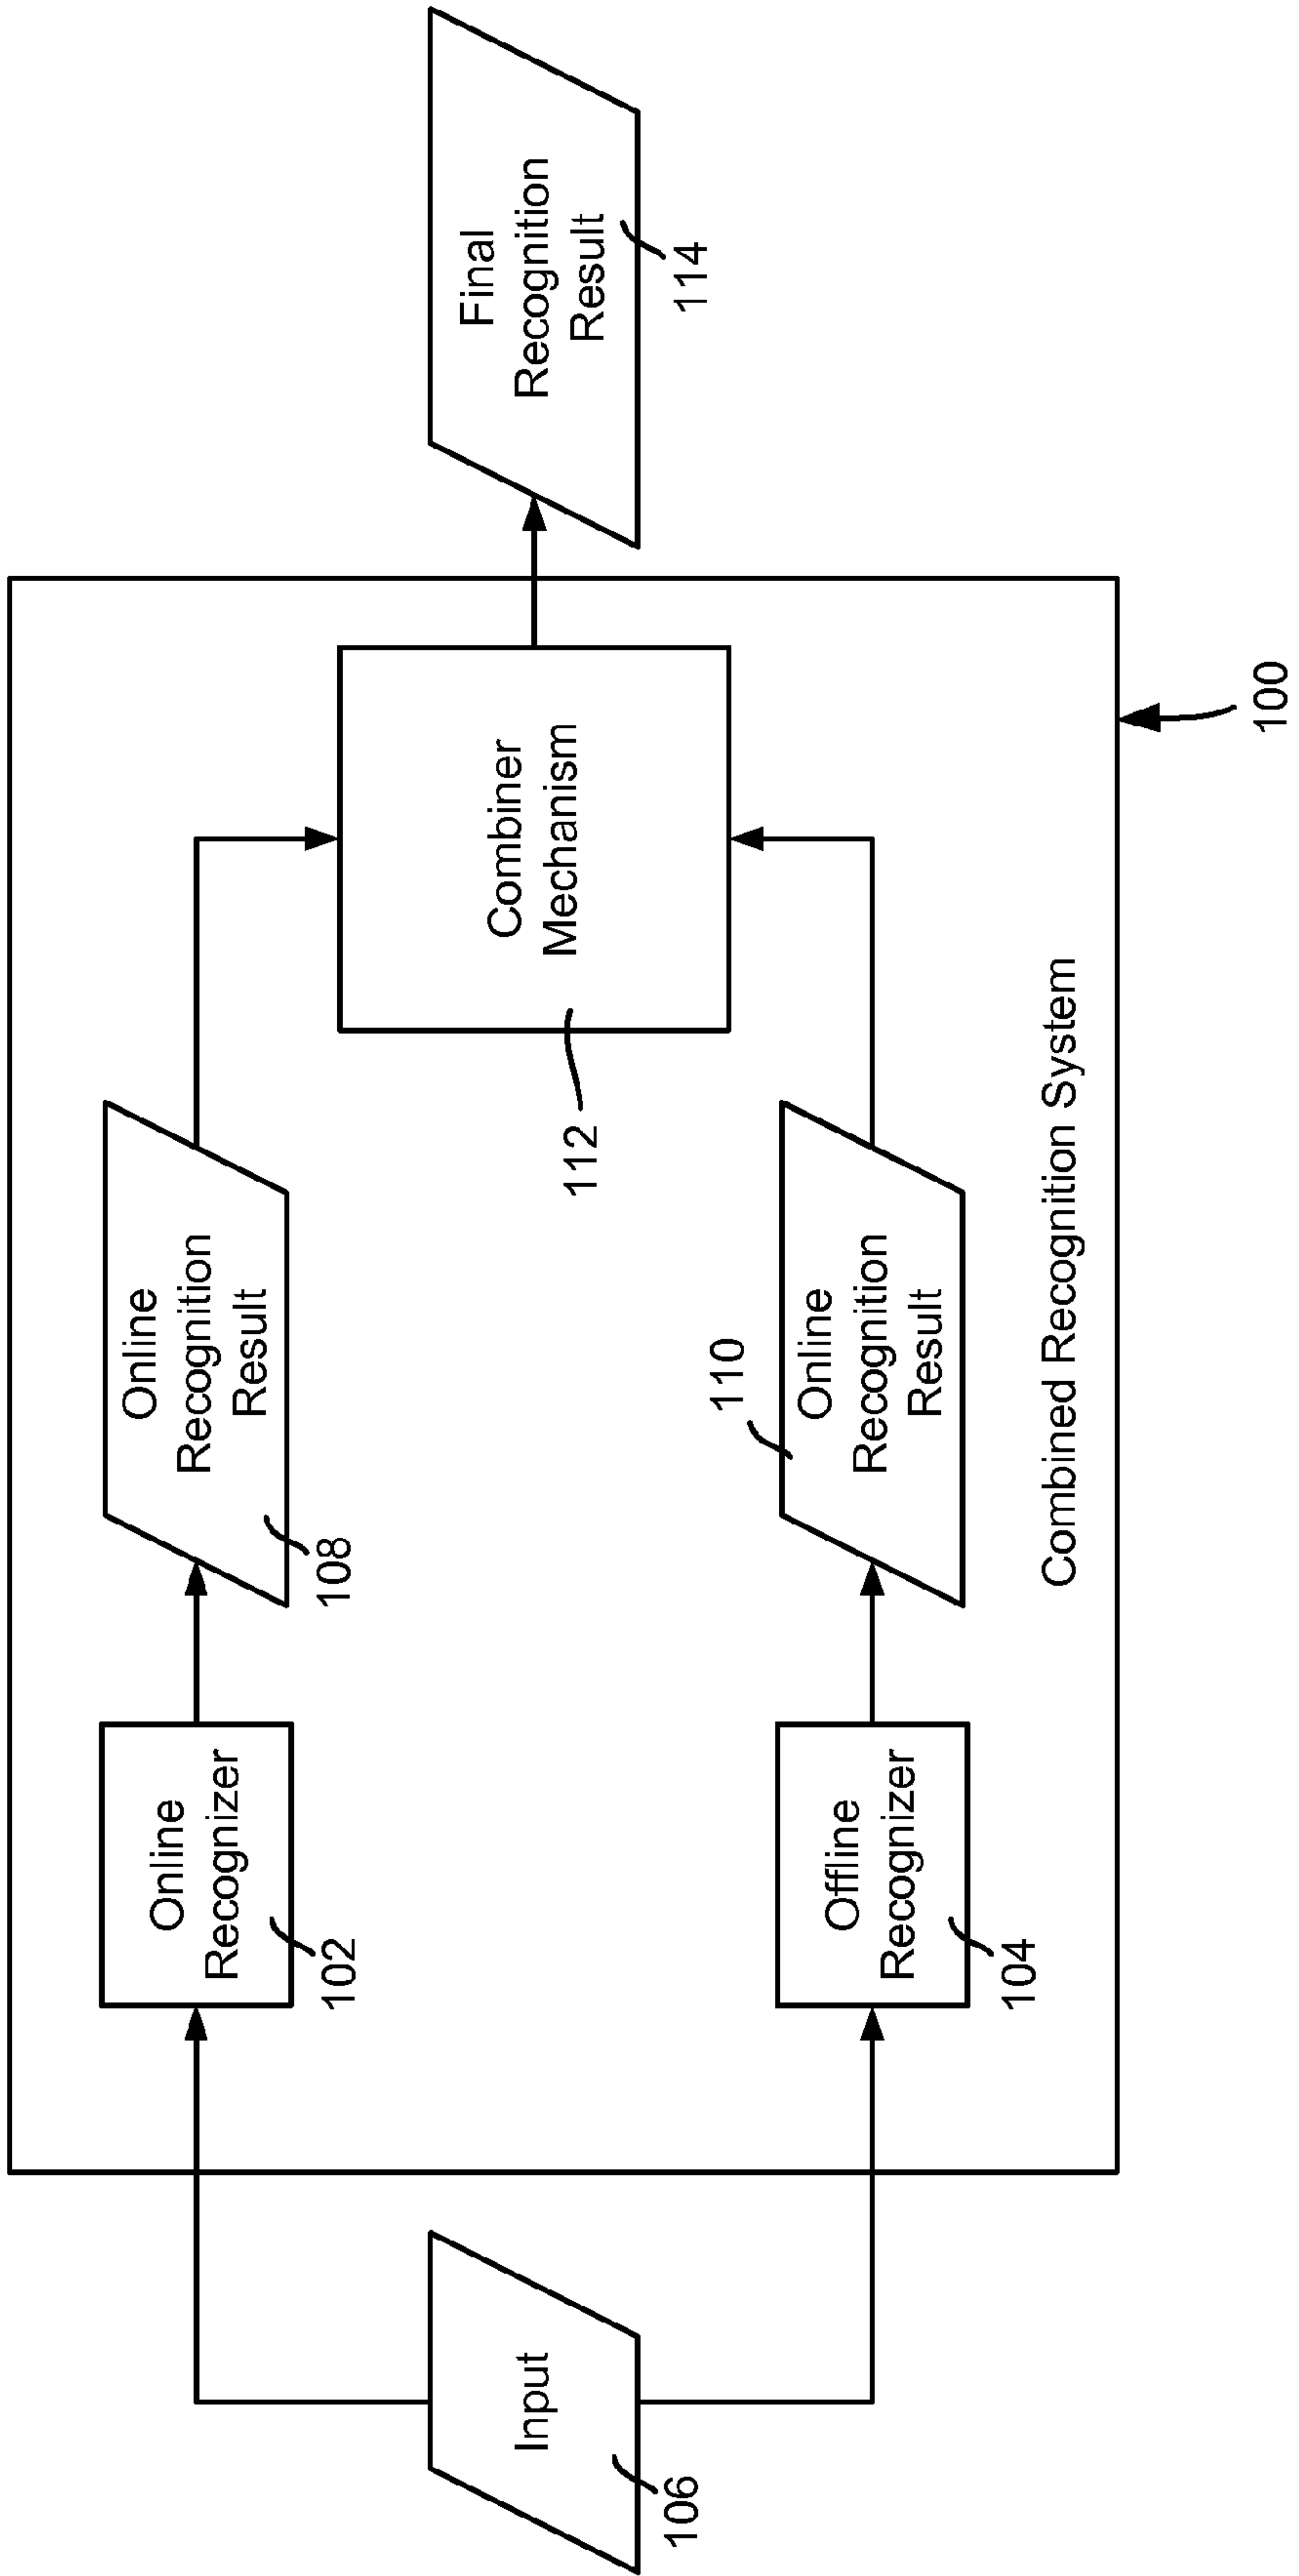 Input
106
Online
Recognizer
102
Offline
Recognizer
104
Online
Recognition
Result
108
110
Online
Recognition
Result
Combiner
Mechanism
112
Combined Recognition System
100
Final
Recognition
Result
114